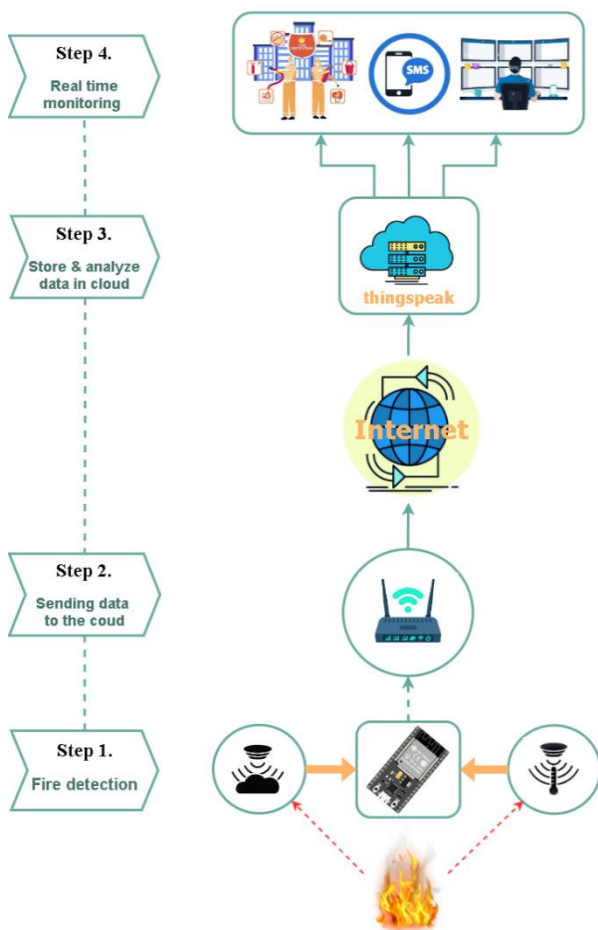 Step 4.
Real time
monitoring
SMS
Step 3.
Store & analyze
data in cloud
thingspeak
Internet
Step 2.
Sending data
to the coud
Step 1.
Fire detection